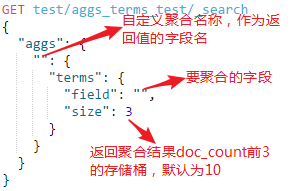 GET test/aggs_terms_test/_search
{
"aggs": {
自定义聚合名称，作为返
回值的字段名
"": {
"terms": {
"field": "",
要聚合的字段
"size": 3
}
}
}
}
返回聚合结果doc_count前3
的存储桶，默认为10